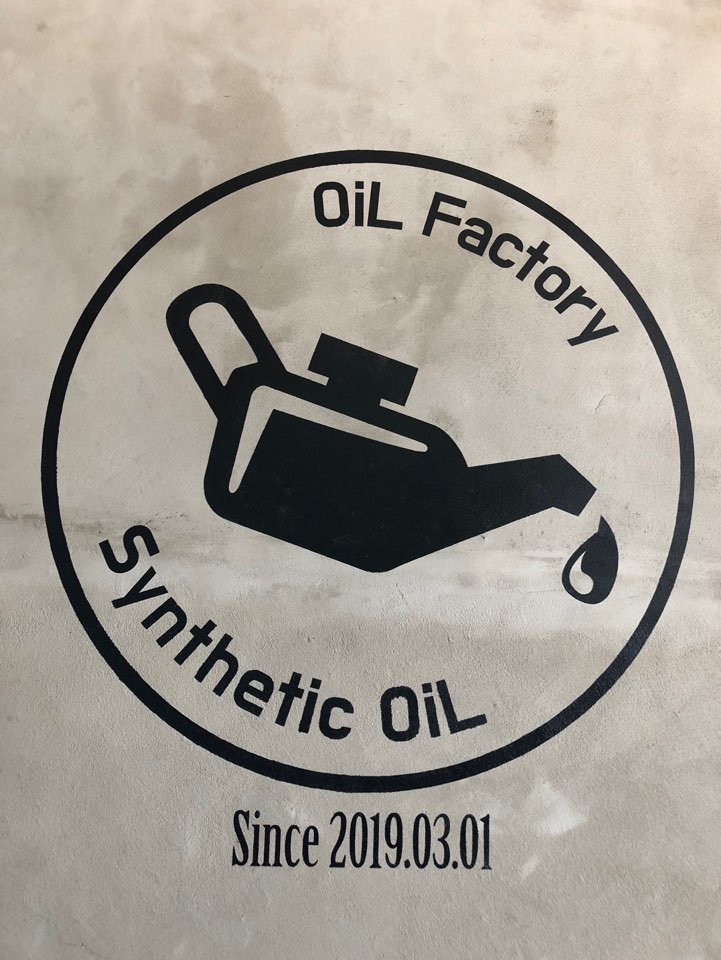 OiL Factory
Synthetic OiL
Since 2019.03.01